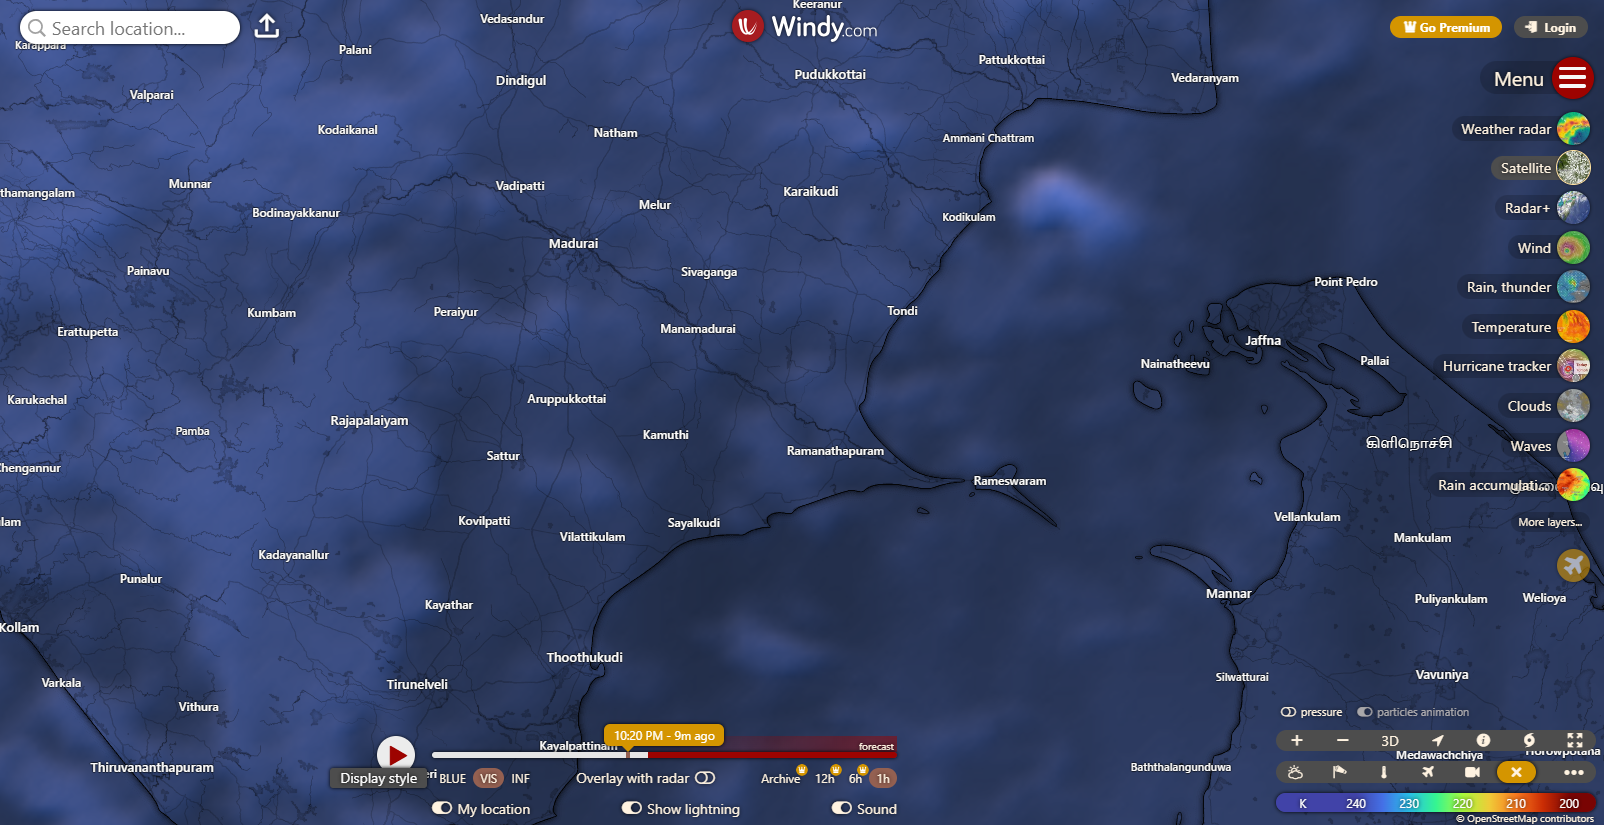 Search location...
Windy.com
Go Premium
Login
Menu
Keeranur
Vedasandur
Karappara
Palani
Dindigul
Pudukkottai
Pattukkottai
Vedaranyam
Valparai
Kodaikanal
Natham
Ammani Chattram
Weather radar
Satellite
thamangalam
Munnar
Vadipatti
Karaikudi
Melur
Bodinayakkanur
Kodikulam
Radar+
Madurai
Wind
Painavu
Sivaganga
Point Pedro
Rain, thunder
Kumbam
Peraiyur
Tondi
Erattupetta
Manamadurai
Temperature
Jaffna
Nainatheevu
Pallai
Hurricane tracker
Karukachal
Aruppukkottai
Clouds
Pamba
Rajapalaiyam
Kamuthi
கிளிநொச்சி
Waves
Sattur
Ramanathapuram
Chengannur
Rameswaram
Rain accumulati...
lam
Kovilpatti
Sayalkudi
Vellankulam
More layers...
Vilattikulam
Mankulam
Kadayanallur
Punalur
Kayathar
Mannar
Puliyankulam
Welioya
Kollam
Thoothukudi
Varkala
Tirunelveli
Silwatturai
Vavuniya
Vithura
pressure
particles animation
10:20 PM - 9m ago
Kayalpattinam
forecast
3D
Medawachchiya
Horowpotana
Thiruvananthapuram
Baththalangunduwa
Display style
eri
BLUE
VIS
INF
Overlay with radar
Archive
12h
6h
1h
My location
Show lightning
Sound
K 240 230 220 210 200
© OpenStreetMap contributors